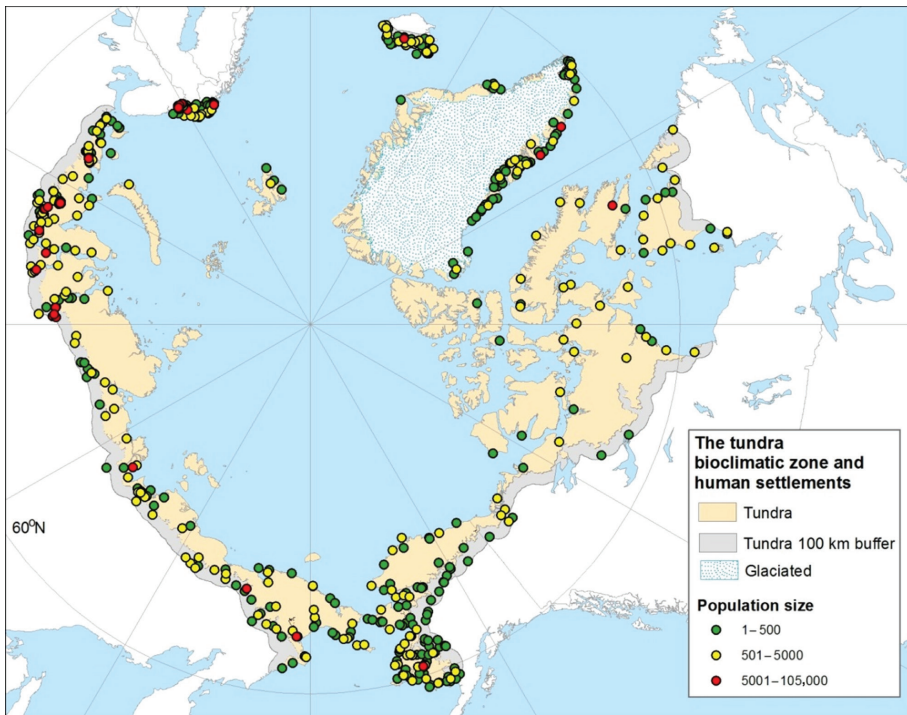 60⁰N
The tundra
bioclimatic zone and
human settlements
Tundra
Tundra 100 km buffer
Glaciated
Population size
1–500
501–5000
5001–105,000